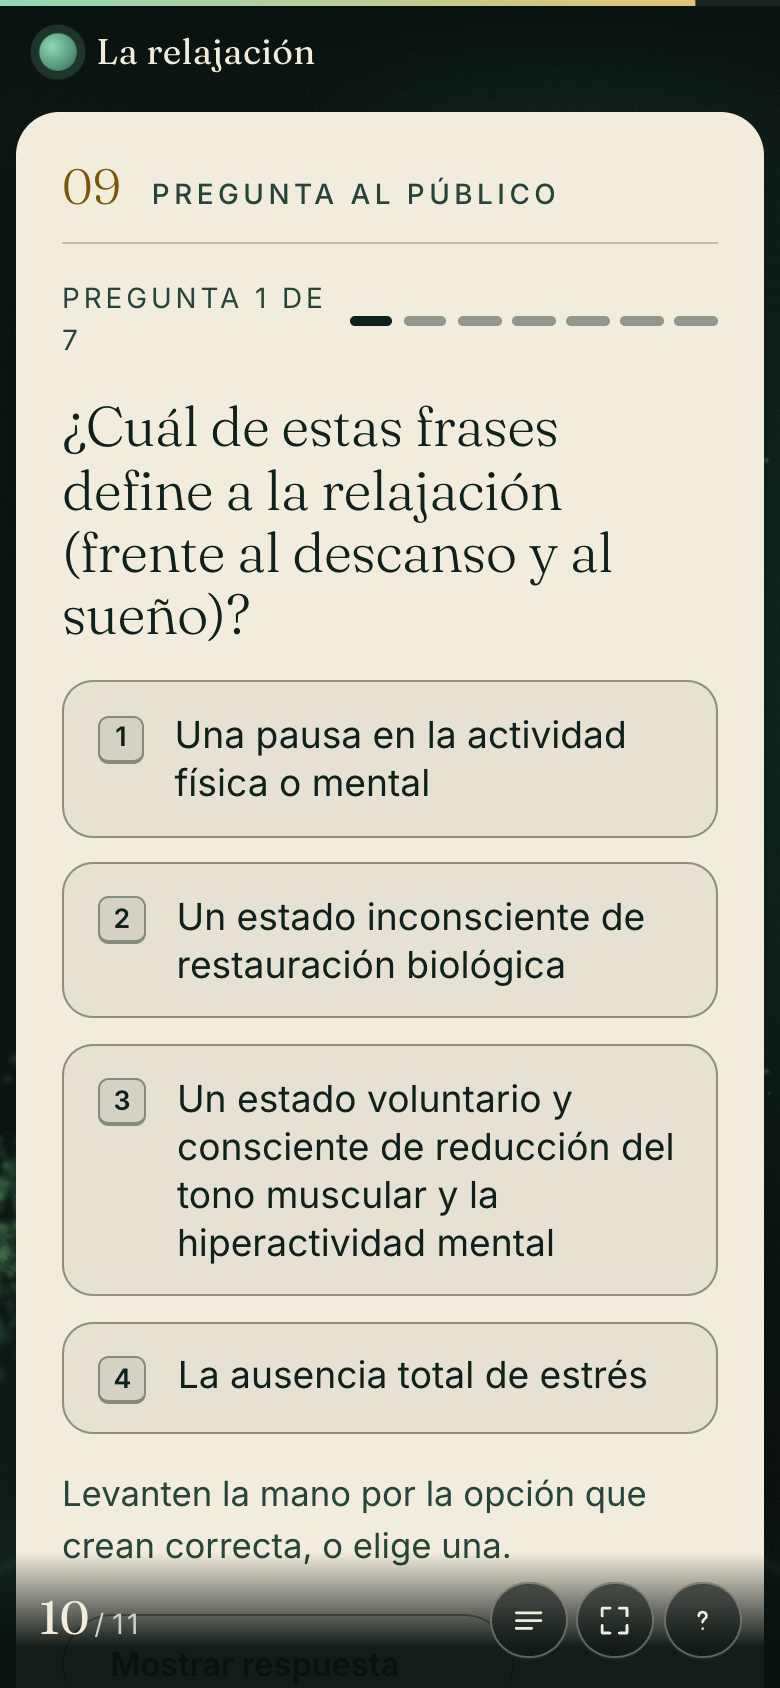 La relajación
09 PREGUNTA AL PÚBLICO
PREGUNTA 1 DE
7
¿Cuál de estas frases
define a la relajación
(frente al descanso y al
sueño)?
1 Una pausa en la actividad
física o mental
2 Un estado inconsciente de
restauración biológica
3 Un estado voluntario y
consciente de reducción del
tono muscular y la
hiperactividad mental
4 La ausencia total de estrés
Levanten la mano por la opción que
crean correcta, o elige una.
10 / 11
?
Mostrar respuesta